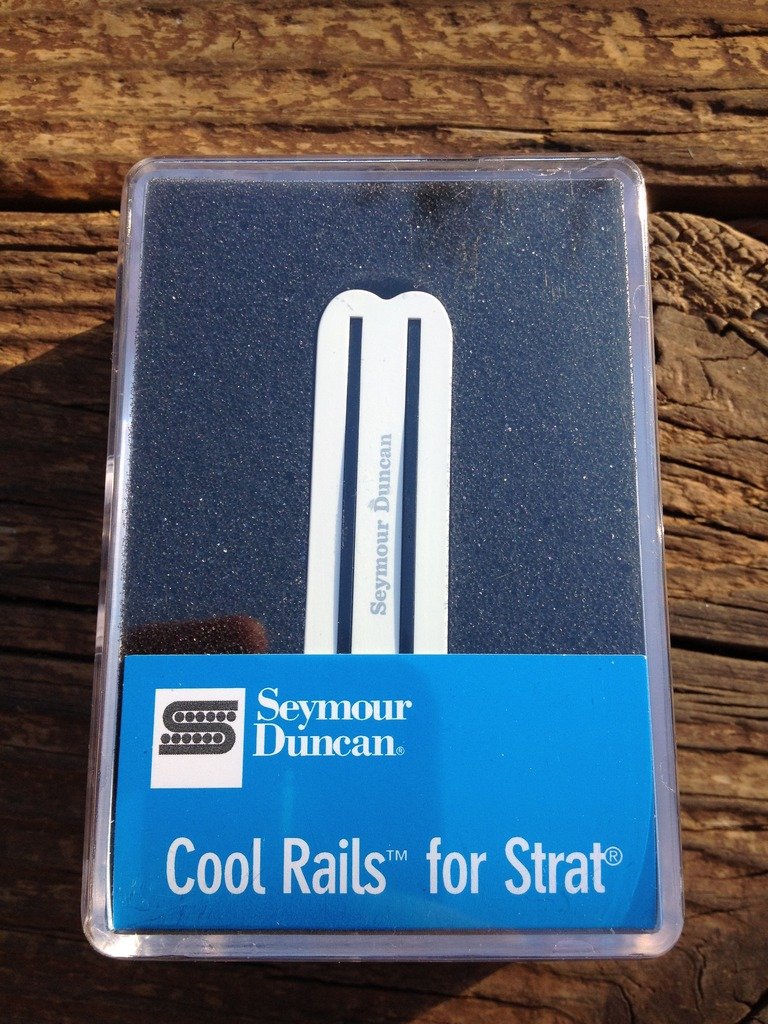 Seymour Duncan
Seymour
Duncan®
Cool Rails™ for Strat®